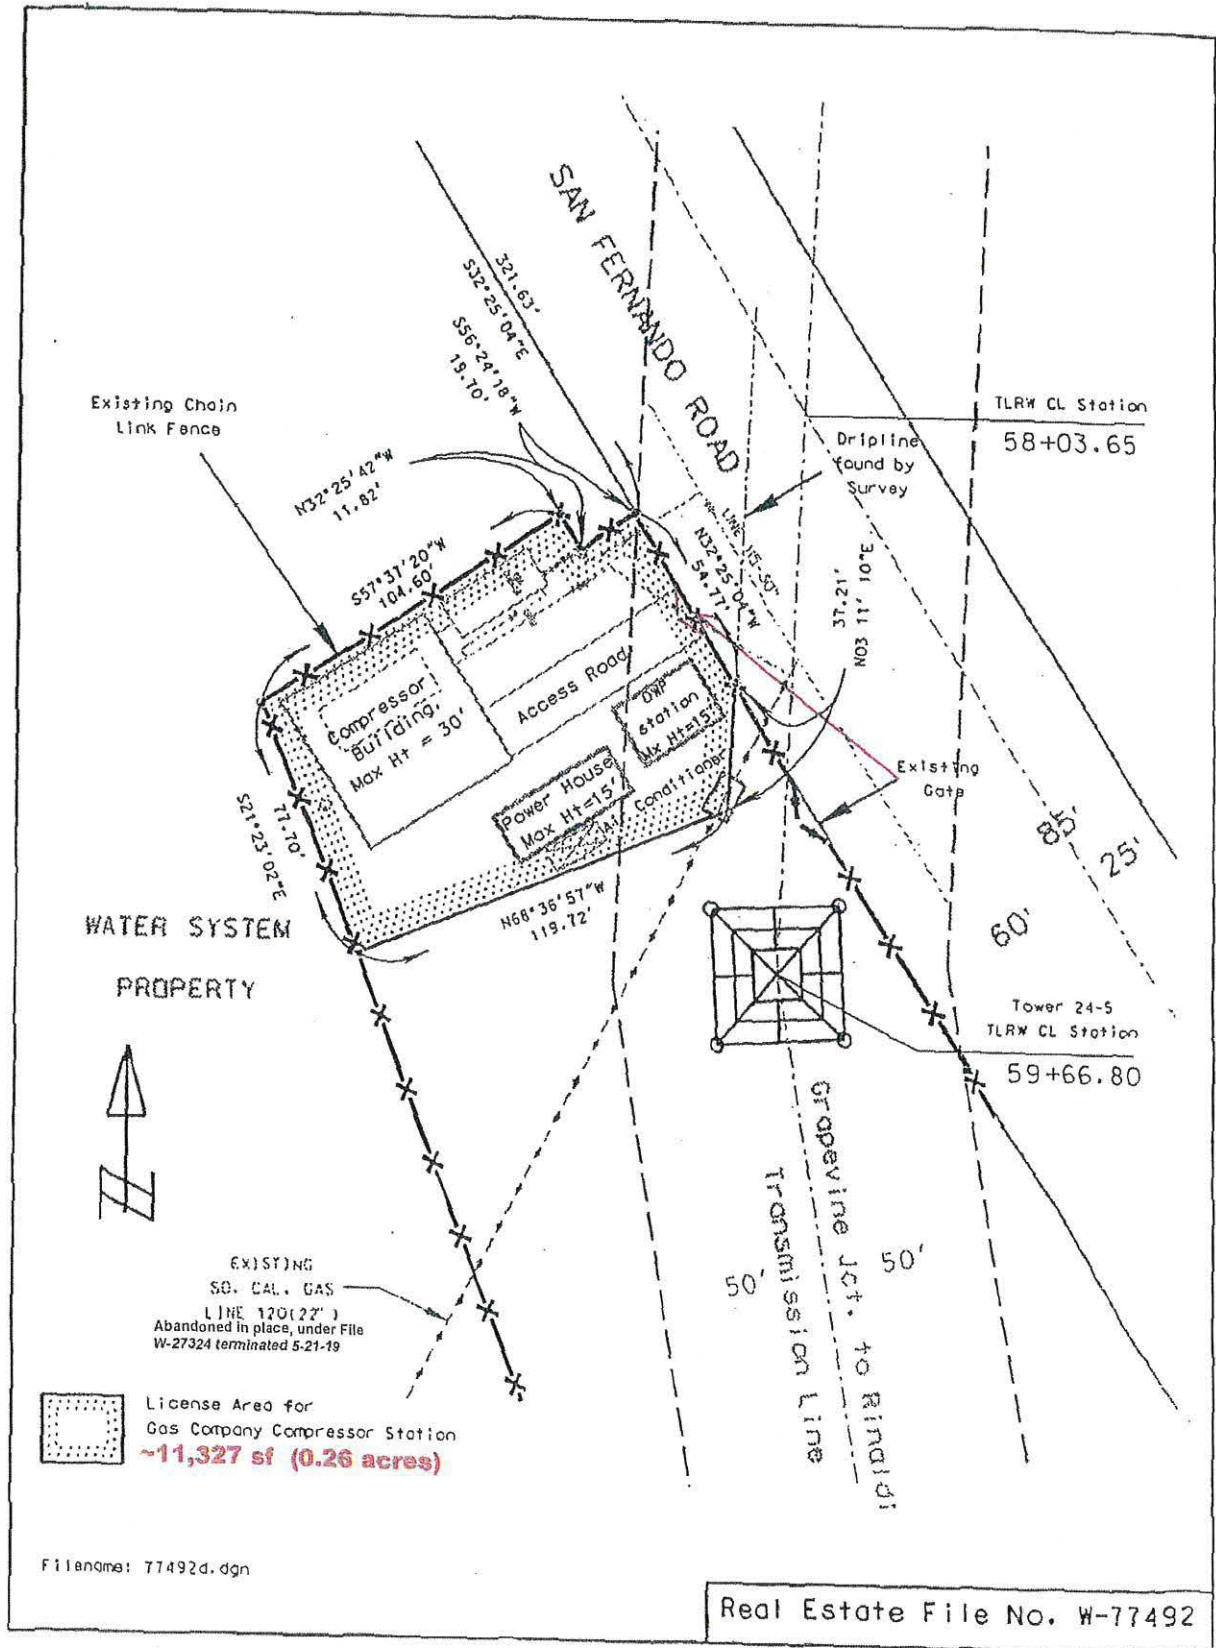 SAN FERNANDO ROAD
321.63'
S32°25'04"E
S56°24'18"W
19.70'
Existing Chain
Link Fence
N32°25'42"W
11.82'
S57°37'20"W
104.60'
TLRW CL Station
58+03.65
Dripline
found by
Survey
N32°25'04"W
54.77'
37.21'
N03 11' 10"E
Compressor
Building,
Max Ht = 30'
Access Road
DWP
station
Mx Ht=15'
Power House
Max Ht=15'
Conditioner
Existing
Gate
S21°23'02"E
77.70'
N68°36'57"W
119.72'
85'
25'
60'
WATER SYSTEM
PROPERTY
Tower 24-5
TLRW CL Station
59+66.80
Grapevine Jct. to Rinaldi
Transmission Line
50'
50'
EXISTING
SO. CAL. GAS
LINE 120(22")
Abandoned in place, under File
W-27324 terminated 5-21-19
License Area for
Gas Company Compressor Station
~11,327 sf (0.26 acres)
Filename: 77492d.dgn
Real Estate File No. W-77492